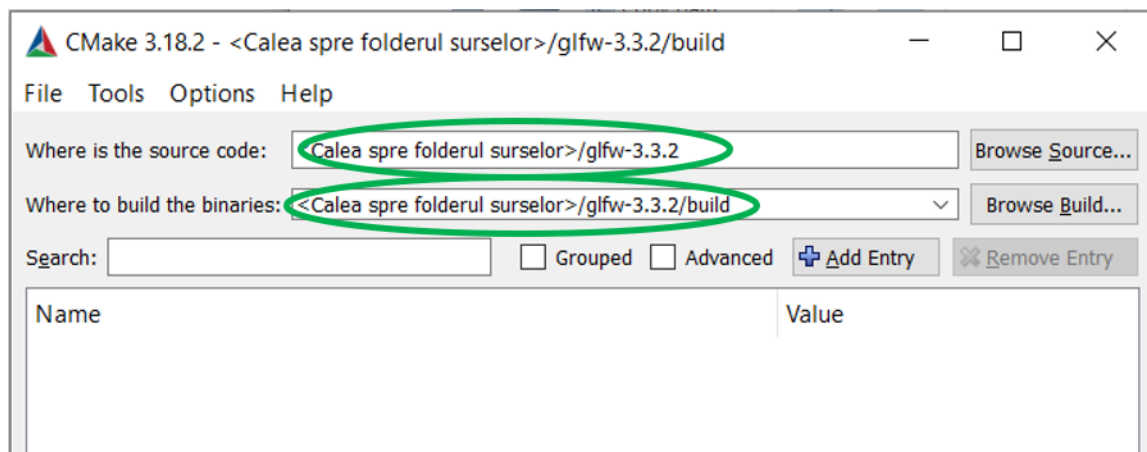 CMake 3.18.2 - <Calea spre folderul surselor>/glfw-3.3.2/build
File Tools Options Help
Where is the source code: <Calea spre folderul surselor>/glfw-3.3.2 Browse Source...
Where to build the binaries: <Calea spre folderul surselor>/glfw-3.3.2/build Browse Build...
Search: Grouped Advanced Add Entry Remove Entry
Name Value